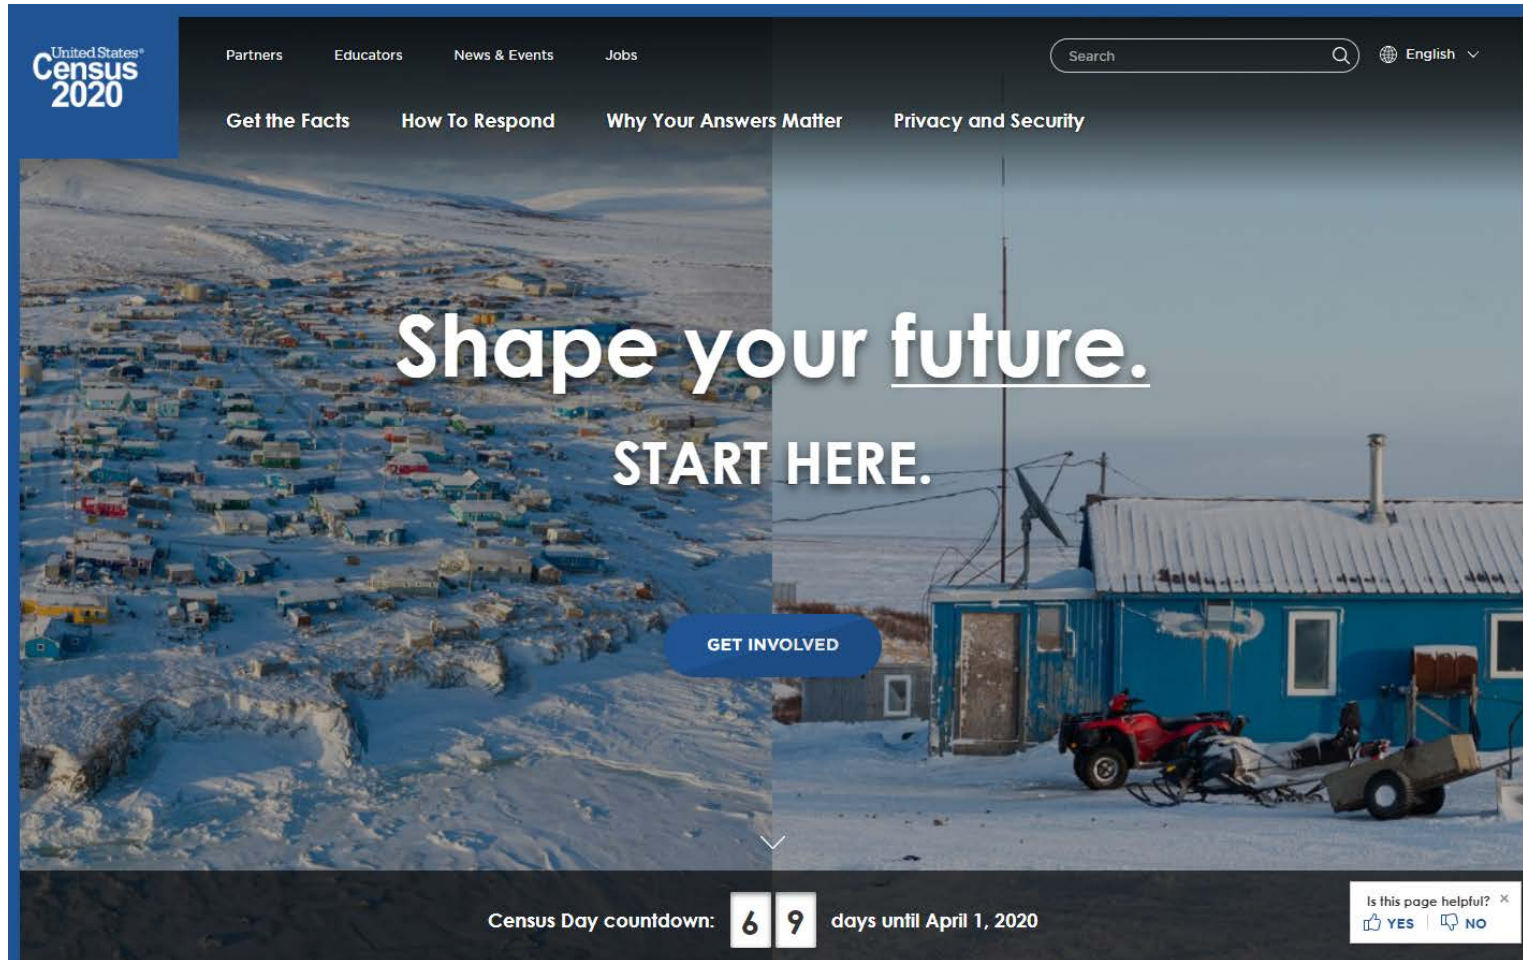 United States®
Census
2020
Partners Educators News & Events Jobs
Search
English
Get the Facts How To Respond Why Your Answers Matter Privacy and Security
Shape your future.
START HERE.
GET INVOLVED
Census Day countdown: 6 9 days until April 1, 2020
Is this page helpful? ×
YES NO